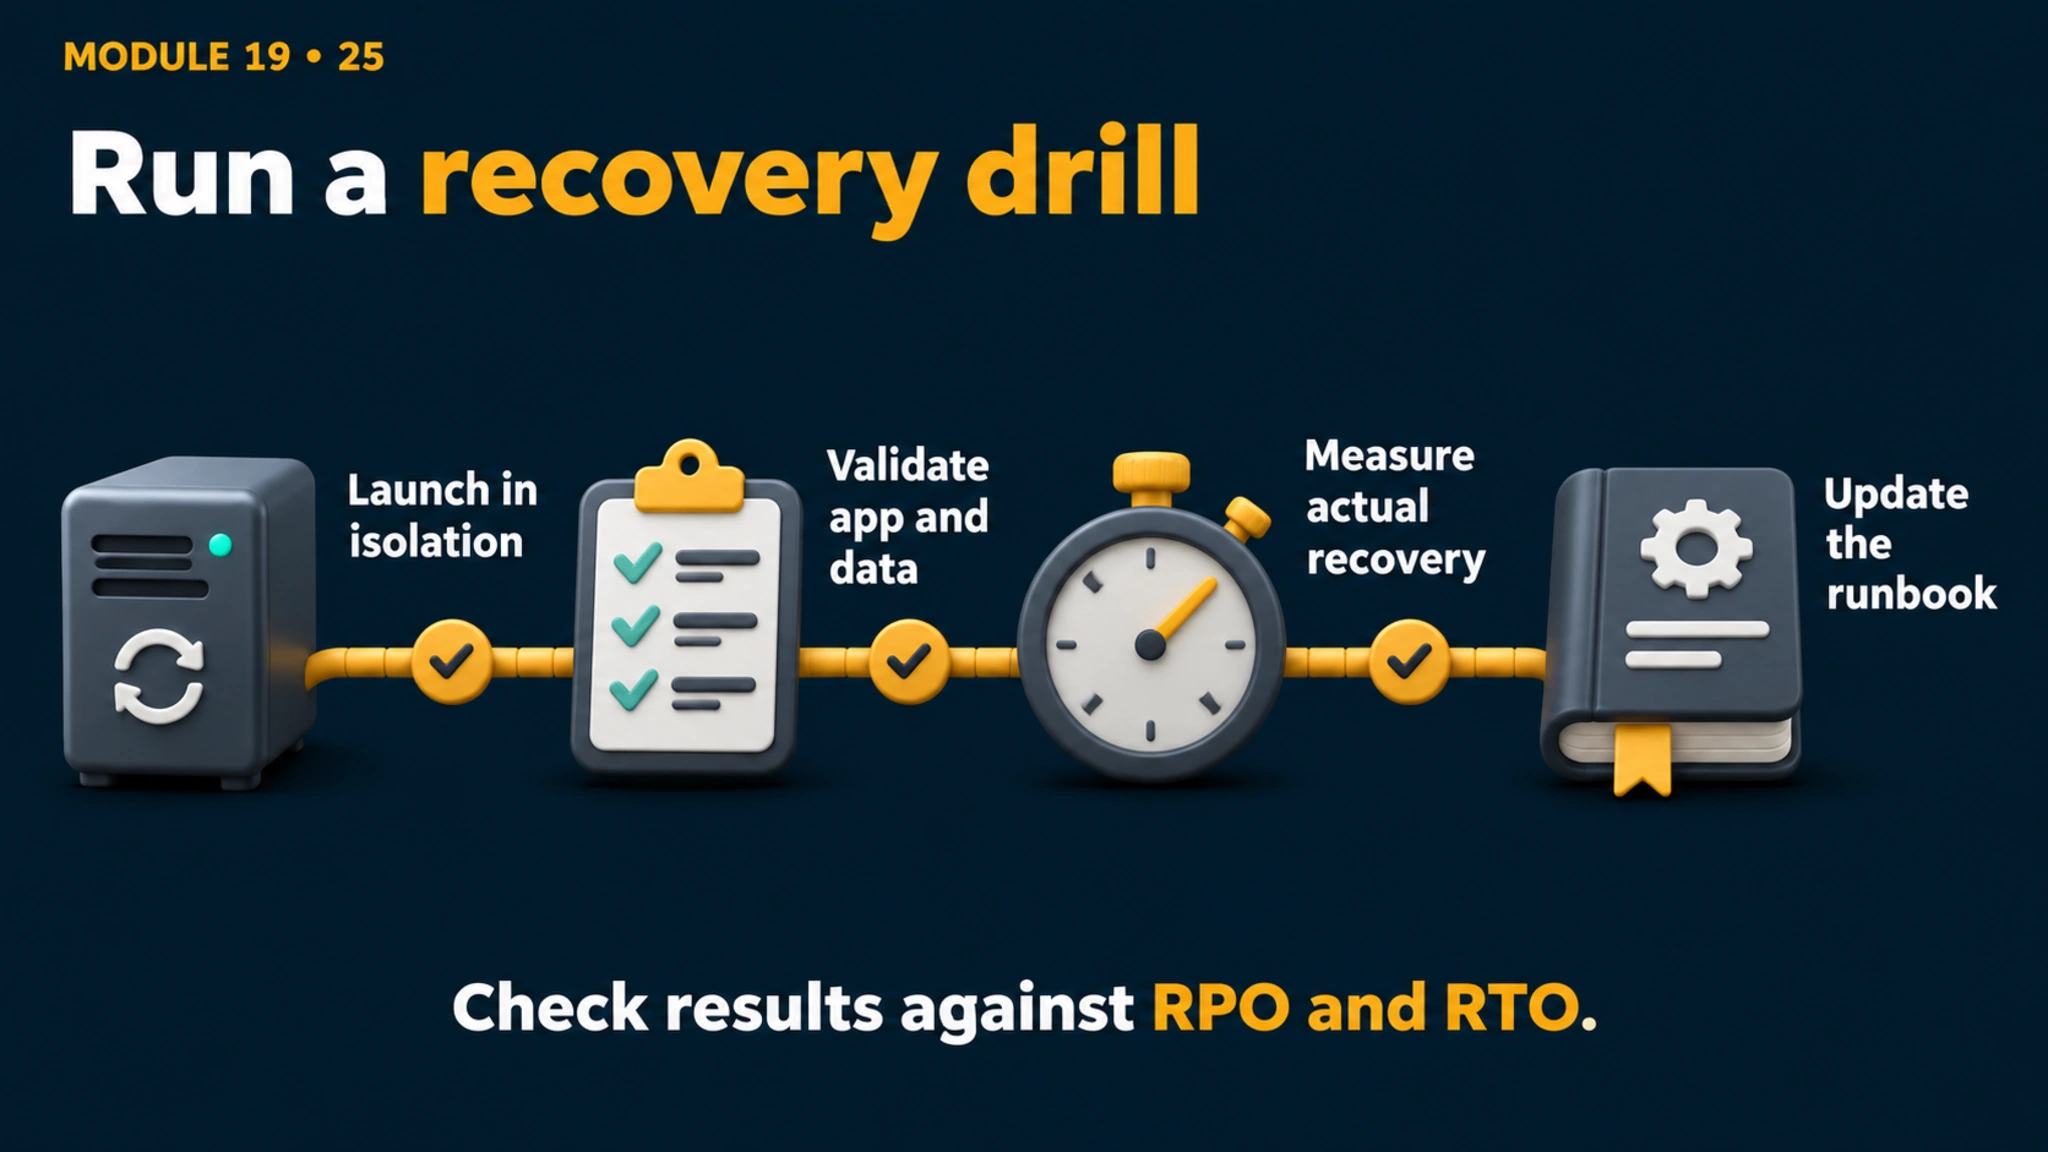 MODULE 19 • 25
Run a recovery drill
Launch in
isolation
Validate
app and
data
Measure
actual
recovery
Update
the
runbook
Check results against RPO and RTO.